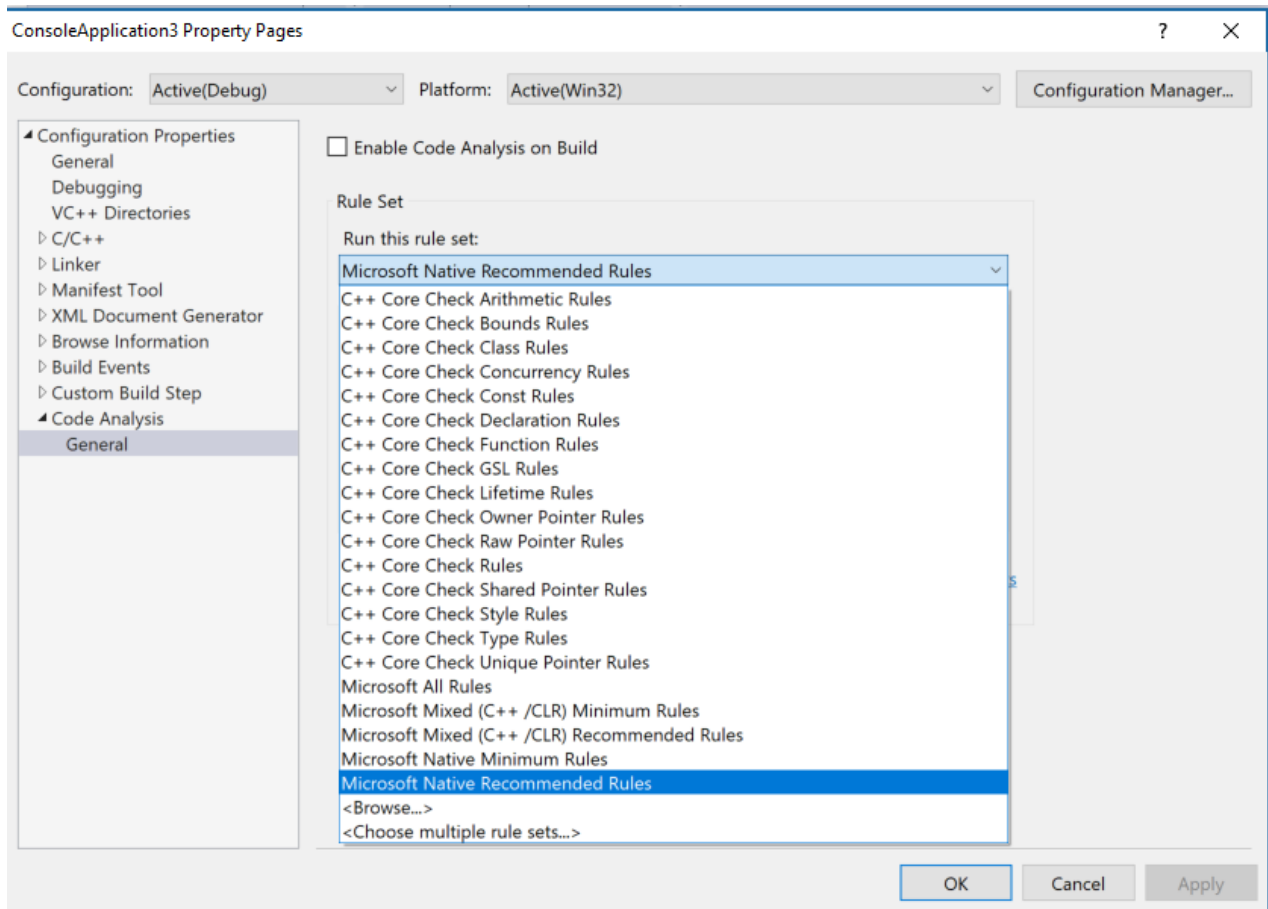 ConsoleApplication3 Property Pages
?
Configuration: Active(Debug) Platform: Active(Win32) Configuration Manager...
Configuration Properties
General
Debugging
VC++ Directories
C/C++
Linker
Manifest Tool
XML Document Generator
Browse Information
Build Events
Custom Build Step
Code Analysis
General
Enable Code Analysis on Build
Rule Set
Run this rule set:
Microsoft Native Recommended Rules
C++ Core Check Arithmetic Rules
C++ Core Check Bounds Rules
C++ Core Check Class Rules
C++ Core Check Concurrency Rules
C++ Core Check Const Rules
C++ Core Check Declaration Rules
C++ Core Check Function Rules
C++ Core Check GSL Rules
C++ Core Check Lifetime Rules
C++ Core Check Owner Pointer Rules
C++ Core Check Raw Pointer Rules
C++ Core Check Rules
C++ Core Check Shared Pointer Rules
C++ Core Check Style Rules
C++ Core Check Type Rules
C++ Core Check Unique Pointer Rules
Microsoft All Rules
Microsoft Mixed (C++ /CLR) Minimum Rules
Microsoft Mixed (C++ /CLR) Recommended Rules
Microsoft Native Minimum Rules
Microsoft Native Recommended Rules
<Browse...>
<Choose multiple rule sets...>
s
OK Cancel Apply